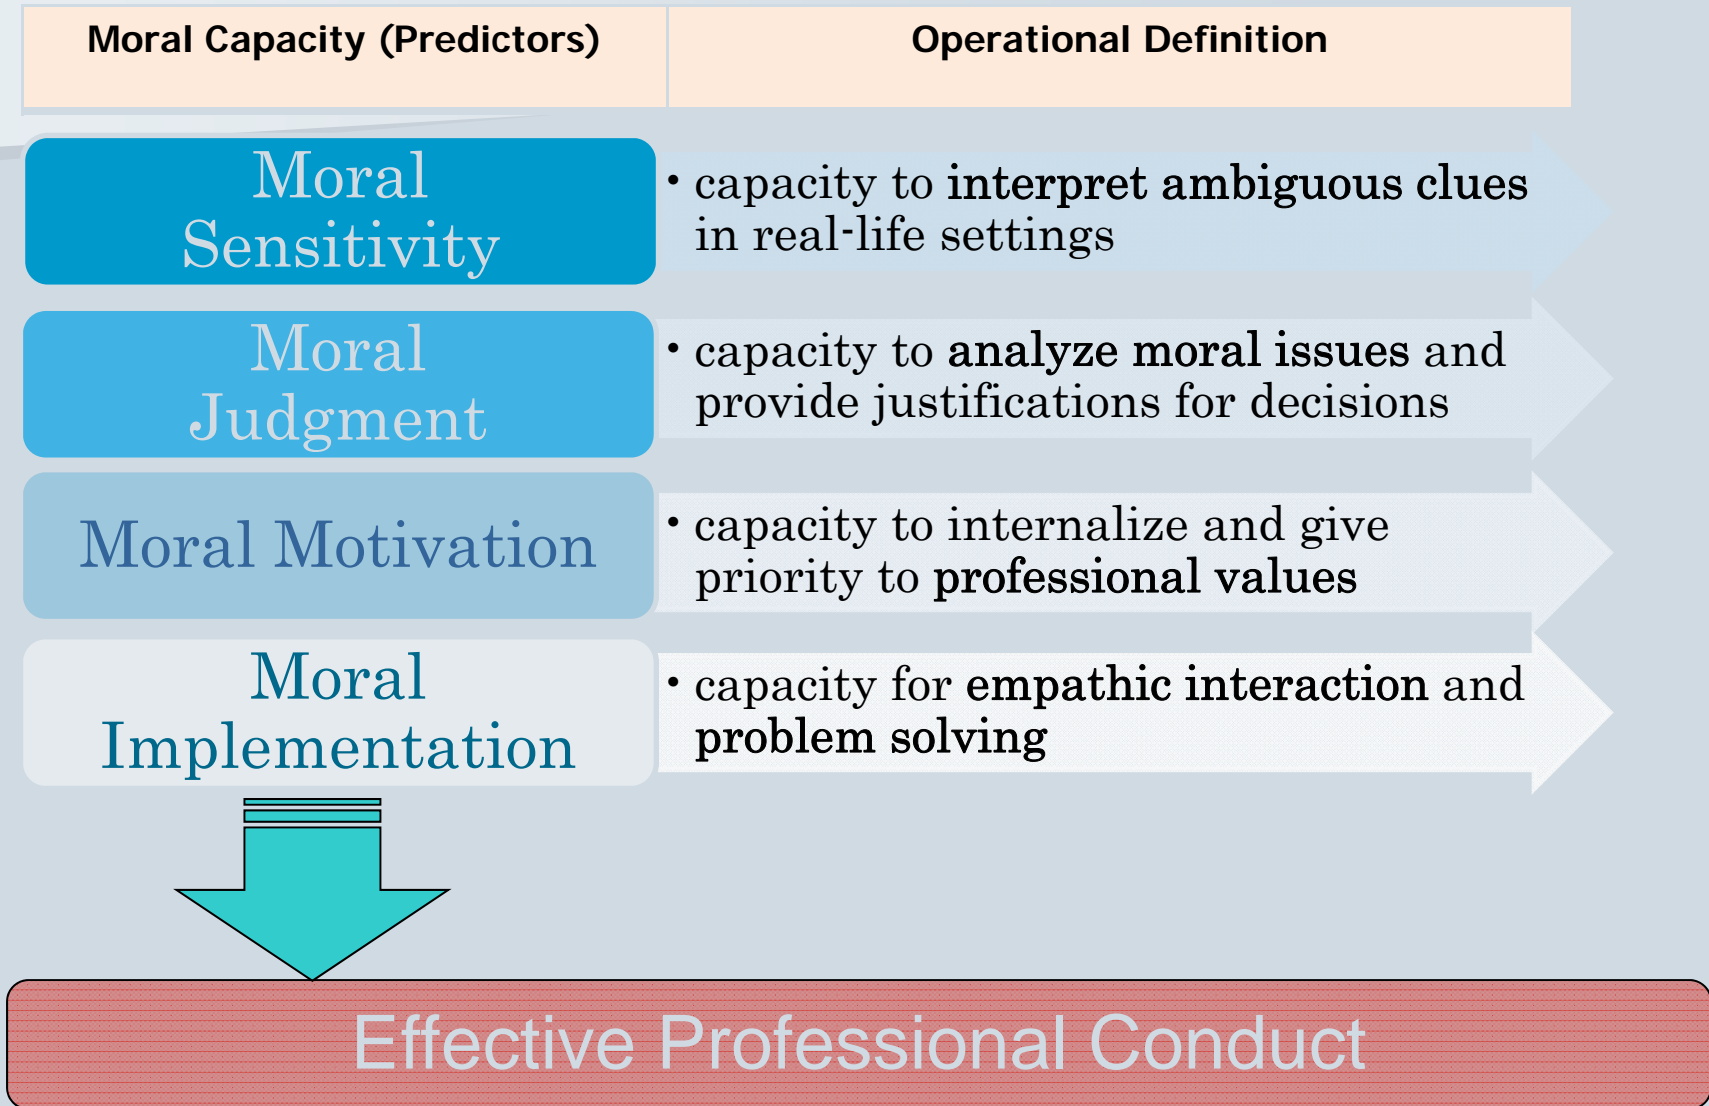 Moral Capacity (Predictors)
Operational Definition
Moral
Sensitivity
• capacity to interpret ambiguous clues
in real-life settings
Moral
Judgment
• capacity to analyze moral issues and
provide justifications for decisions
Moral Motivation
• capacity to internalize and give
priority to professional values
Moral
Implementation
• capacity for empathic interaction and
problem solving
Effective Professional Conduct